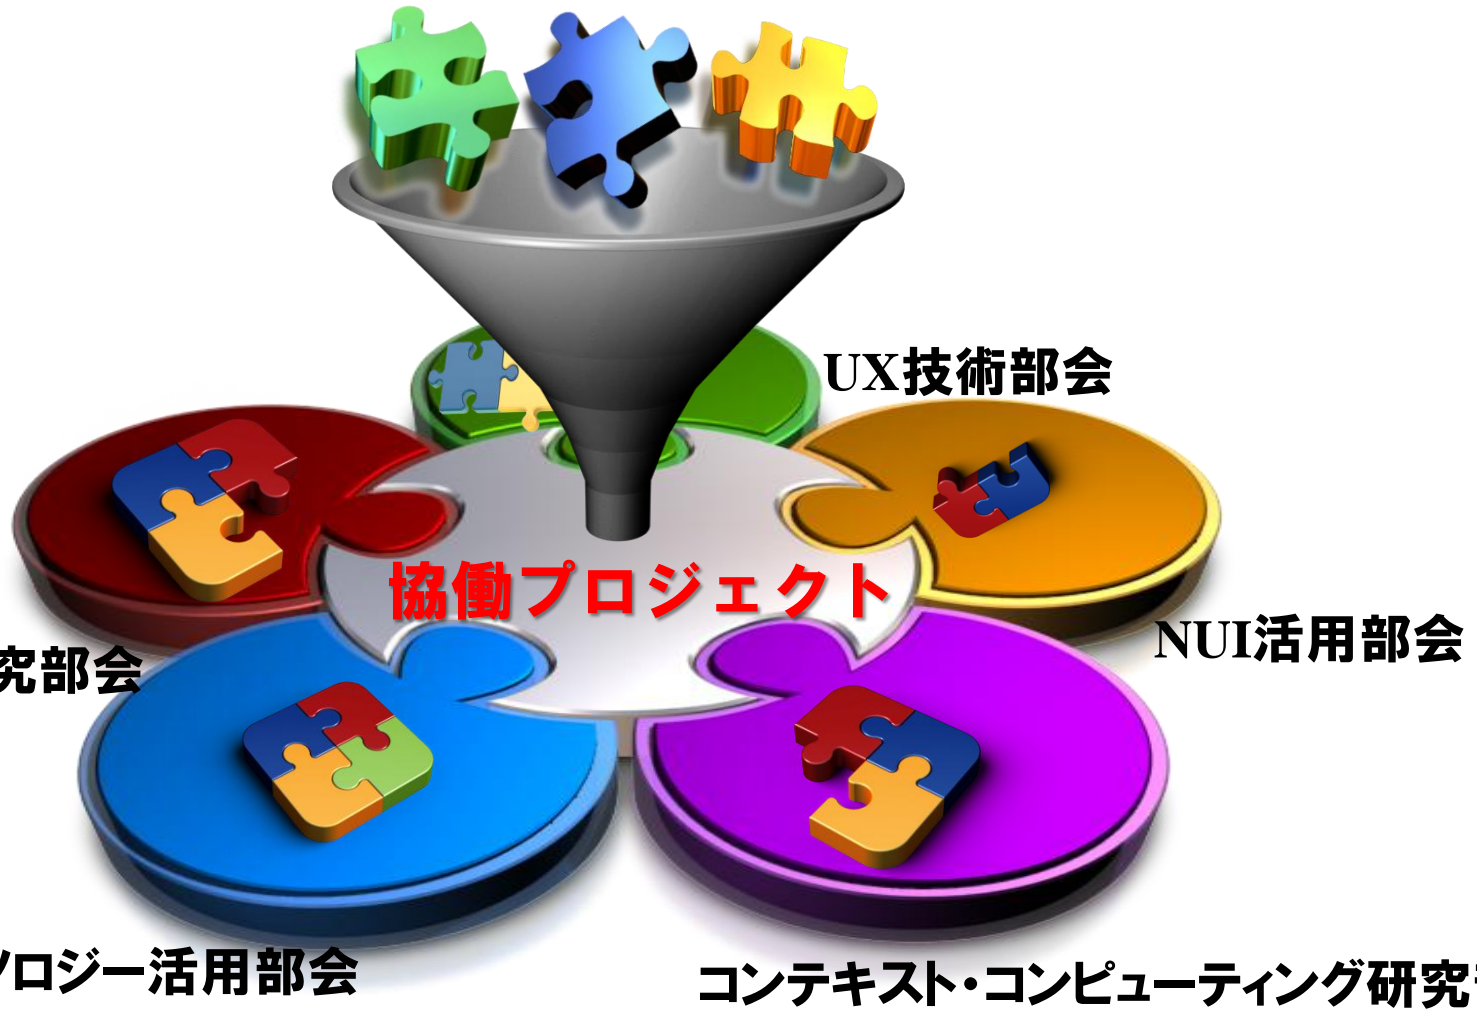 UX技術部会
協働プロジェクト
NUI活用部会
究部会
ソロジー活用部会
コンテキスト・コンピューティング研究